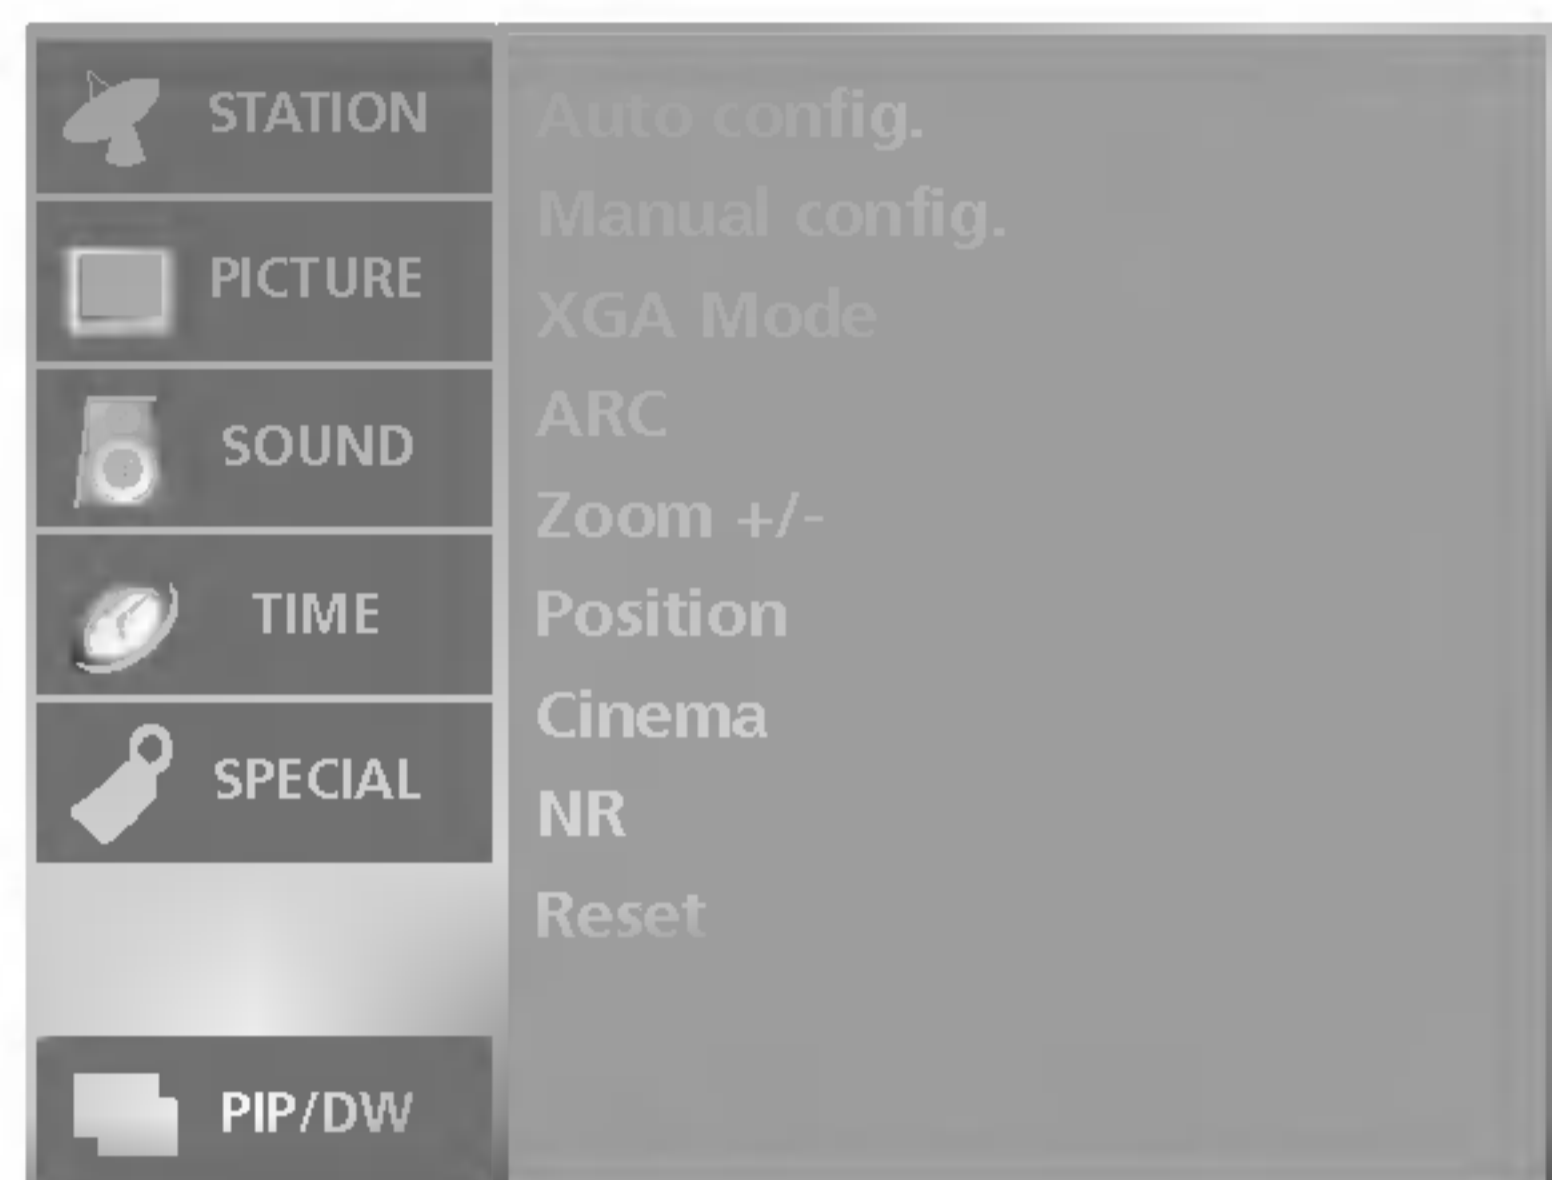 STATION
PICTURE
SOUND
TIME
SPECIAL
PIP/DW
Auto config.
Manual config.
XGA Mode
ARC
Zoom +/-
Position
Cinema
NR
Reset